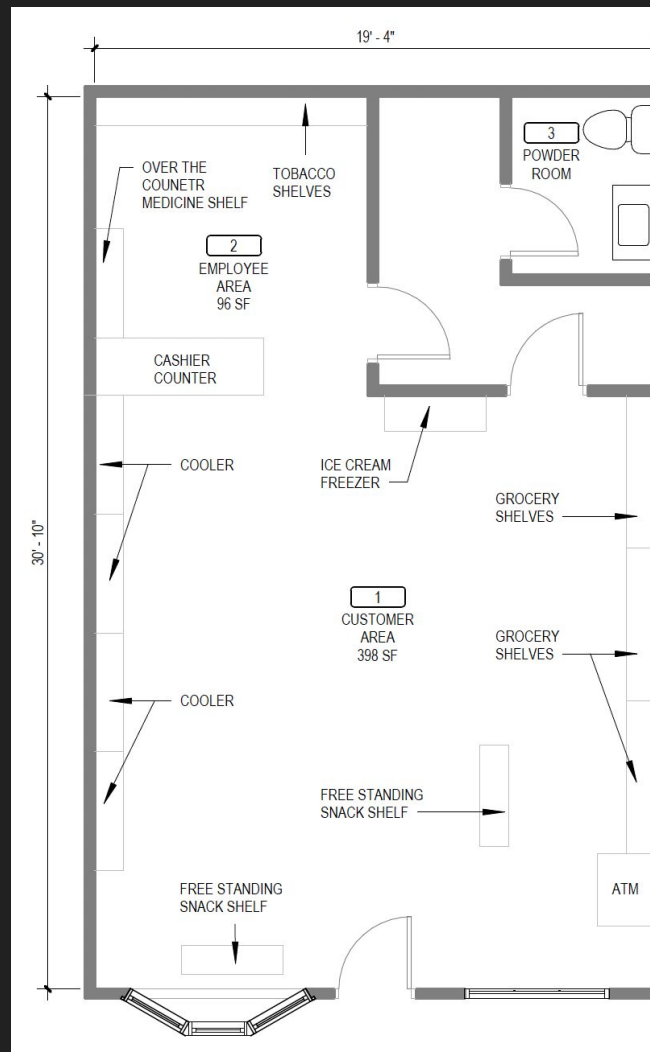 19' - 4"
3
POWDER
ROOM
OVER THE
COUNETR
MEDICINE SHELF
TOBACCO
SHELVES
2
EMPLOYEE
AREA
96 SF
CASHIER
COUNTER
COOLER
ICE CREAM
FREEZER
GROCERY
SHELVES
30' - 10"
1
CUSTOMER
AREA
398 SF
GROCERY
SHELVES
COOLER
FREE STANDING
SNACK SHELF
FREE STANDING
SNACK SHELF
ATM